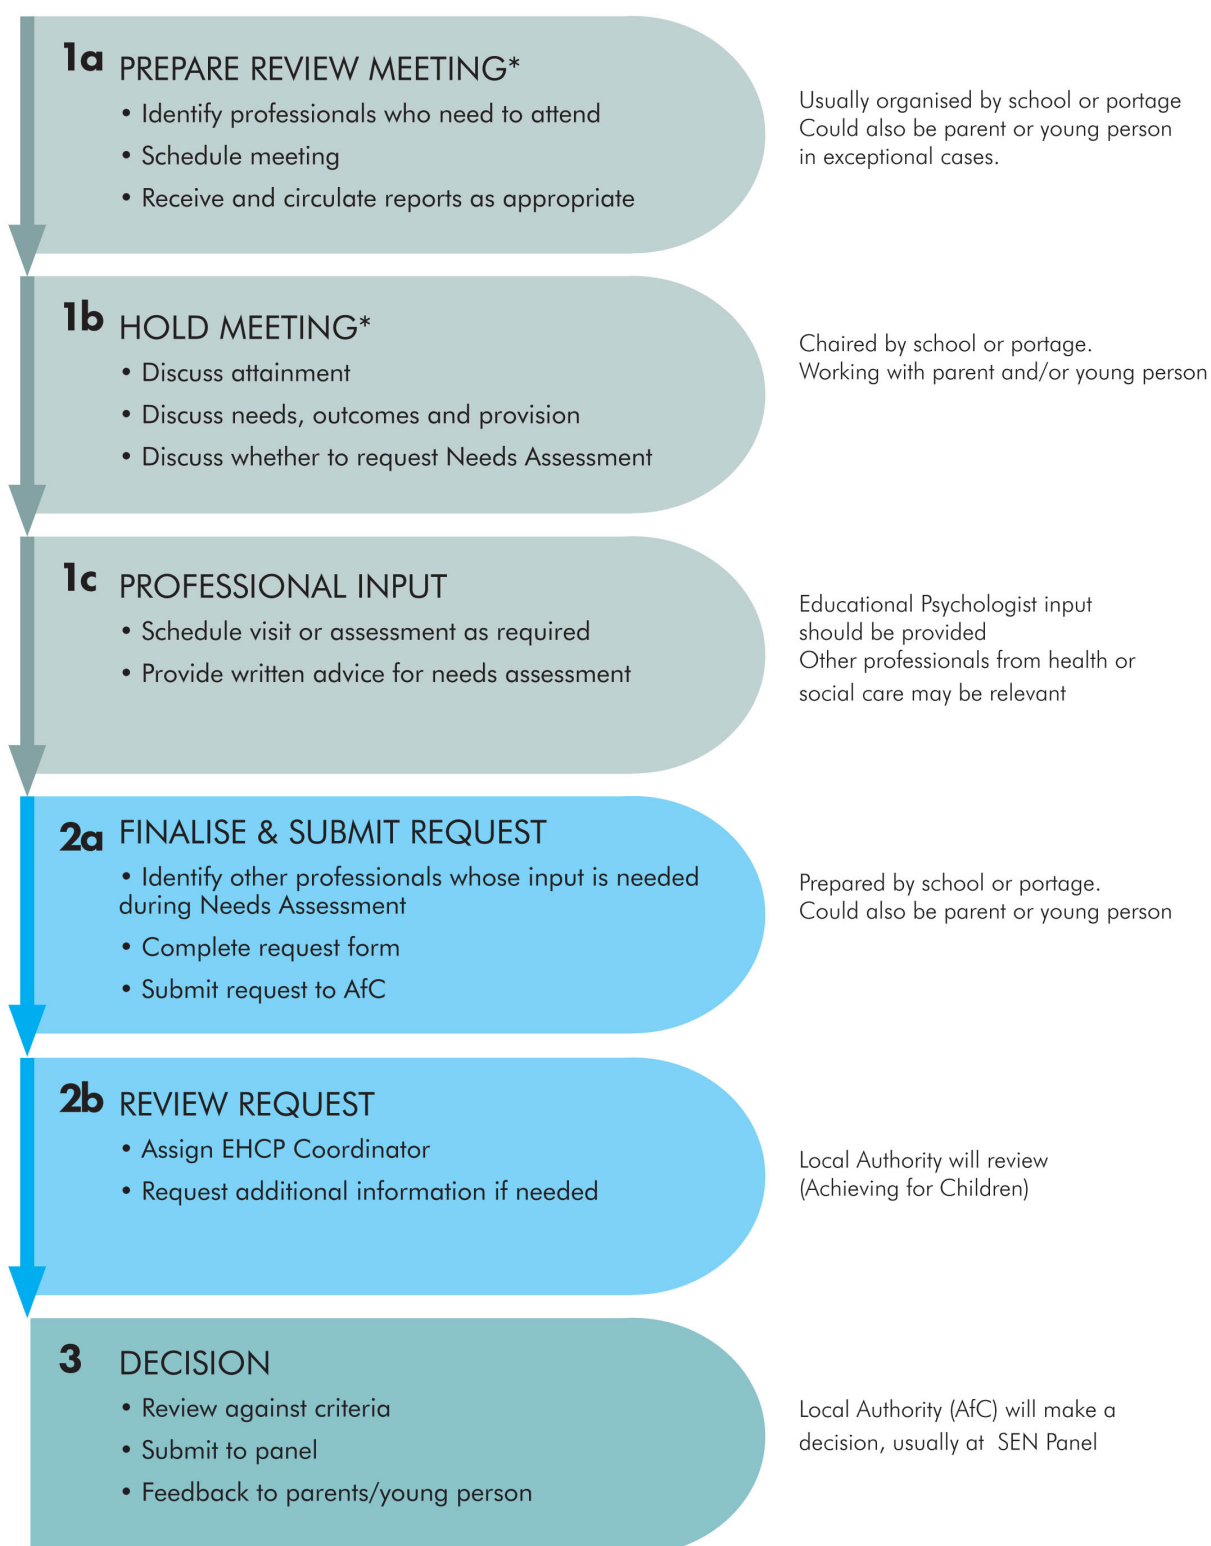 1a PREPARE REVIEW MEETING*
• Identify professionals who need to attend
• Schedule meeting
• Receive and circulate reports as appropriate
Usually organised by school or portage
Could also be parent or young person
in exceptional cases.
1b HOLD MEETING*
• Discuss attainment
• Discuss needs, outcomes and provision
• Discuss whether to request Needs Assessment
Chaired by school or portage.
Working with parent and/or young person
1c PROFESSIONAL INPUT
• Schedule visit or assessment as required
• Provide written advice for needs assessment
Educational Psychologist input
should be provided
Other professionals from health or
social care may be relevant
2a FINALISE & SUBMIT REQUEST
• Identify other professionals whose input is needed
during Needs Assessment
• Complete request form
• Submit request to AfC
Prepared by school or portage.
Could also be parent or young person
2b REVIEW REQUEST
• Assign EHCP Coordinator
• Request additional information if needed
Local Authority will review
(Achieving for Children)
3 DECISION
• Review against criteria
• Submit to panel
• Feedback to parents/young person
Local Authority (AfC) will make a
decision, usually at SEN Panel